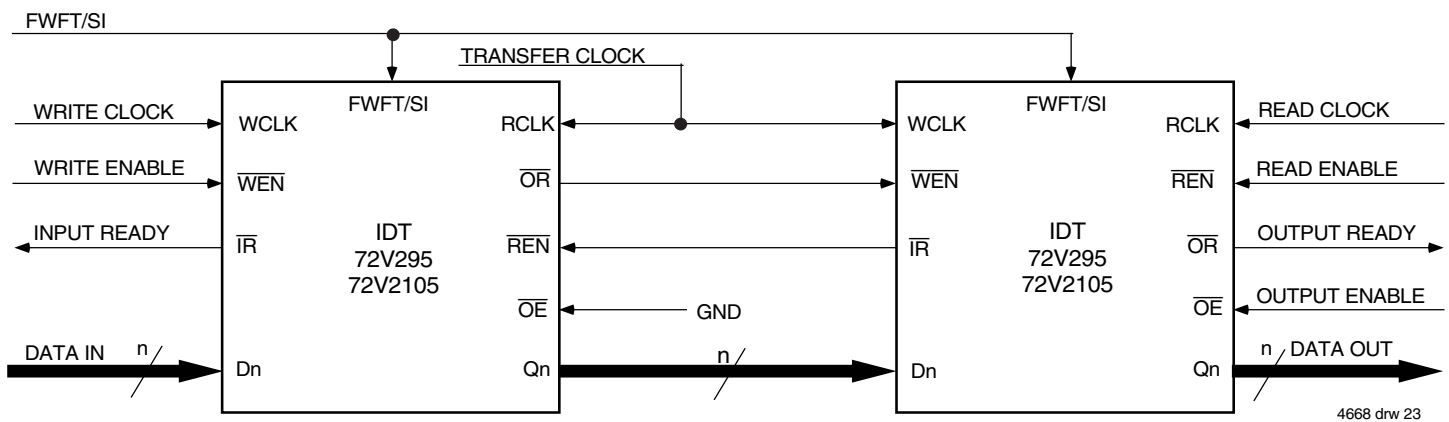 FWFT/SI
TRANSFER CLOCK
FWFT/SI
FWFT/SI
WRITE CLOCK
WCLK
RCLK
WCLK
RCLK
READ CLOCK
WRITE ENABLE
WEN
OR
WEN
REN
READ ENABLE
INPUT READY
IR
IDT
72V295
72V2105
REN
IR
IDT
72V295
72V2105
OR
OUTPUT READY
OE
GND
OE
OUTPUT ENABLE
DATA IN
n
Dn
Qn
n
Dn
Qn
n
DATA OUT
4668 drw 23